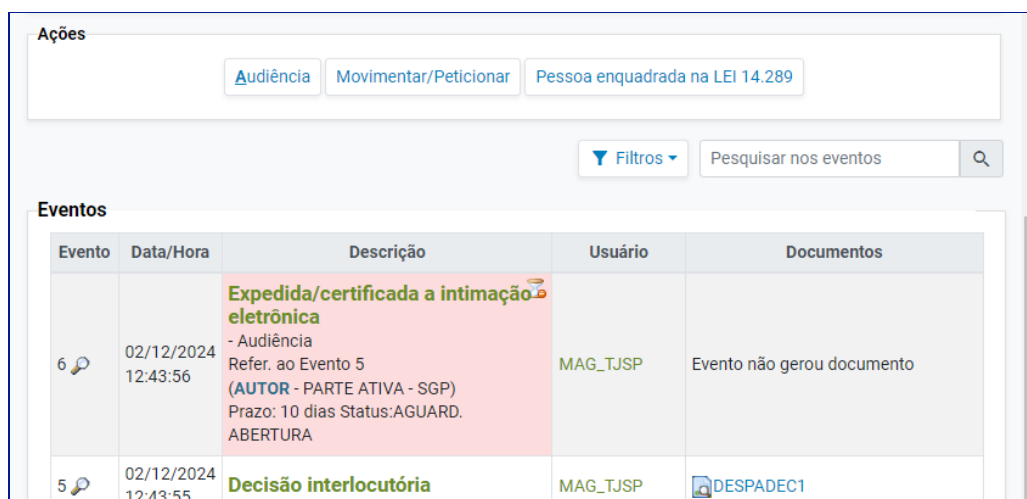 Ações
Audiência Movimentar/Peticionar Pessoa enquadrada na LEI 14.289
Filtros Pesquisar nos eventos
Eventos
Evento Data/Hora Descrição Usuário Documentos
Expedida/certificada a intimação
eletrônica
- Audiência
Refer. ao Evento 5
(AUTOR - PARTE ATIVA - SGP)
Prazo: 10 dias Status:AGUARD.
ABERTURA
6 02/12/2024
12:43:56
MAG_TJSP Evento não gerou documento
5 02/12/2024
12:43:55
Decisão interlocutória MAG_TJSP DESPADEC1